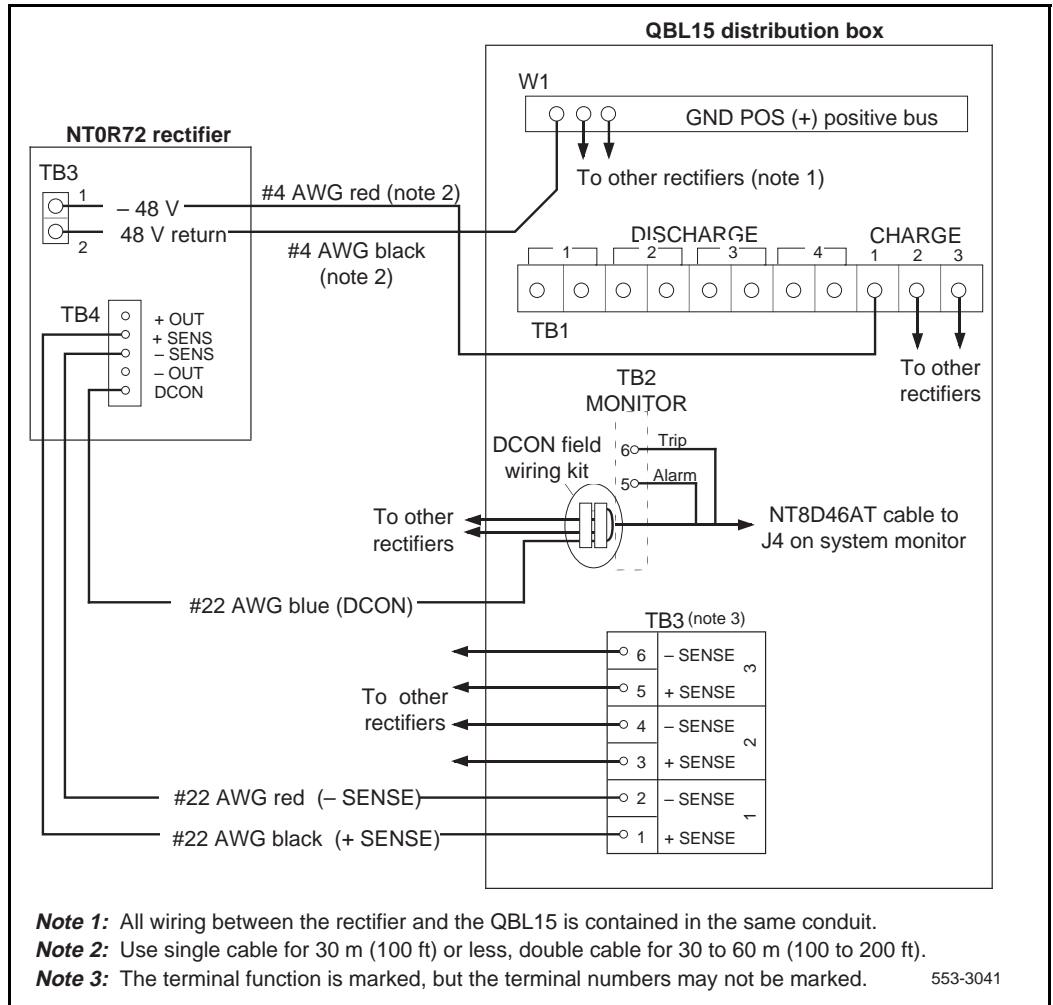 QBL15 distribution box
W1
GND POS (+) positive bus
To other rectifiers (note 1)
NT0R72 rectifier
TB3
1
– 48 V
#4 AWG red (note 2)
48 V return
2
#4 AWG black
(note 2)
DISCHARGE
CHARGE
1
2
3
4
1
2
3
TB1
To other
rectifiers
TB4
+ OUT
+ SENS
– SENS
– OUT
DCON
TB2
MONITOR
DCON field
wiring kit
6
Trip
5
Alarm
To other
rectifiers
NT8D46AT cable to
J4 on system monitor
#22 AWG blue (DCON)
TB3 (note 3)
6 – SENSE
5 + SENSE
3
4 – SENSE
3 + SENSE
2
2 – SENSE
1 + SENSE
1
To other
rectifiers
#22 AWG red (– SENSE)
#22 AWG black (+ SENSE)
Note 1: All wiring between the rectifier and the QBL15 is contained in the same conduit.
Note 2: Use single cable for 30 m (100 ft) or less, double cable for 30 to 60 m (100 to 200 ft).
Note 3: The terminal function is marked, but the terminal numbers may not be marked.
553-3041